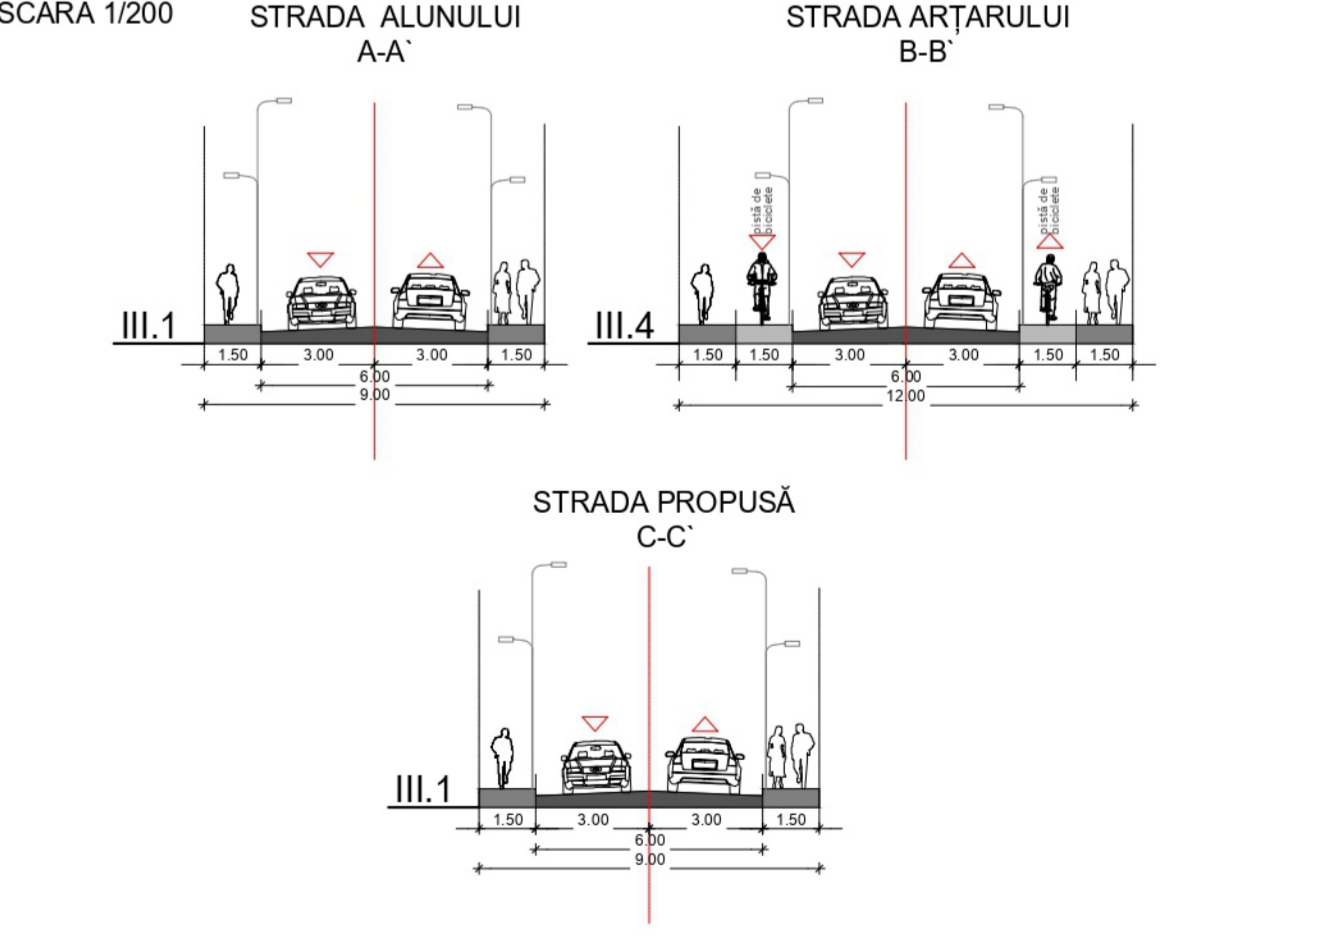 SCARA 1/200
STRADA ALUNULUI
A-A`
STRADA ARȚARULUI
B-B`
pistă de
biciclete
pistă de
biciclete
III.1
1.50 3.00 3.00 1.50
6.00
9.00
III.4
1.50 1.50 3.00 3.00 1.50 1.50
6.00
12.00
STRADA PROPUSĂ
C-C`
III.1
1.50 3.00 3.00 1.50
6.00
9.00